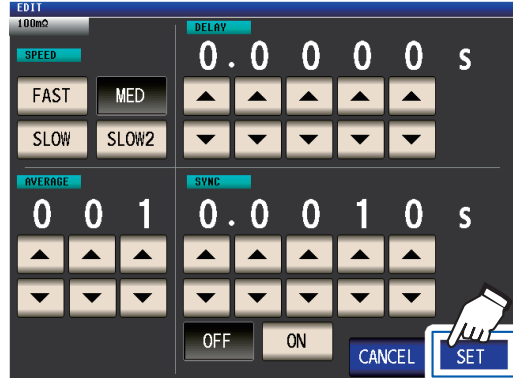 EDIT
100mΩ
SPEED
FAST MED
SLOW SLOW2
DELAY
0.0000 s
AVERAGE
001
SYNC
0.0010 s
OFF ON
CANCEL SET